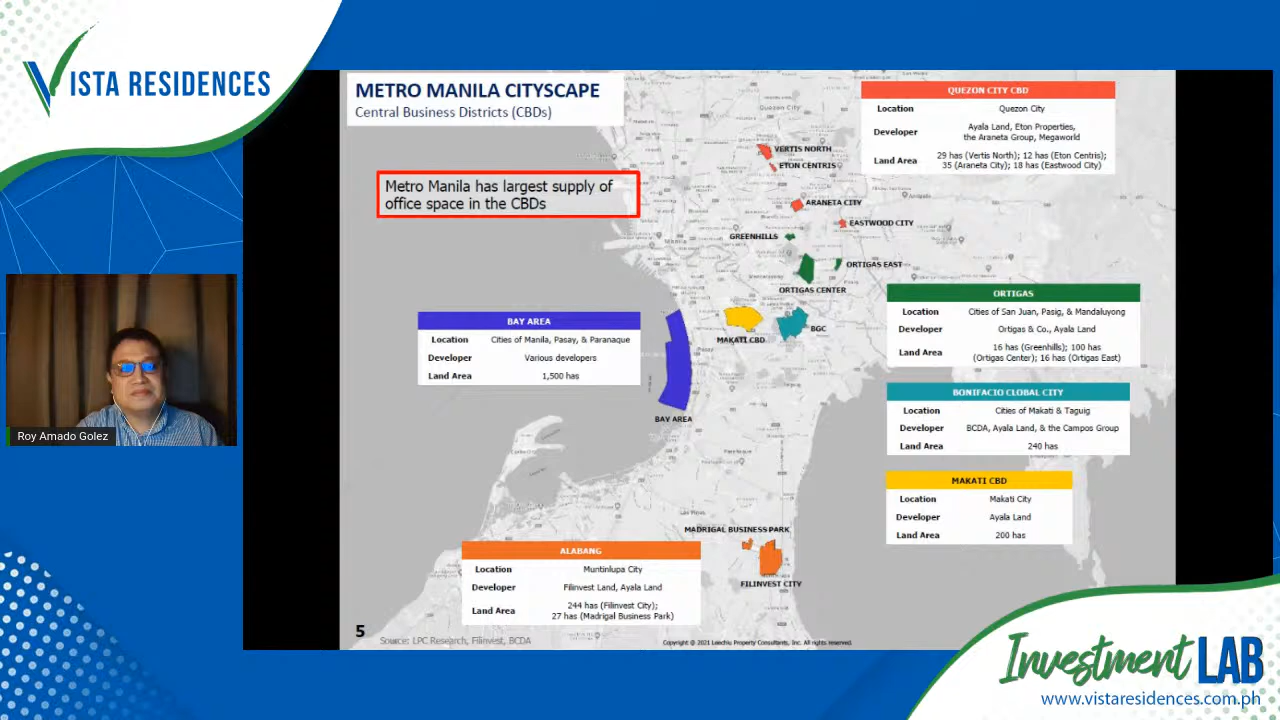 VISTA RESIDENCES
METRO MANILA CITYSCAPE
Central Business Districts (CBDs)
Metro Manila has largest supply of
office space in the CBDs
QUEZON CITY CBD
Location Quezon City
Developer Ayala Land, Eton Properties,
the Araneta Group, Megaworld
Land Area 29 has (Vertis North); 12 has (Eton Centris);
35 (Araneta City); 18 has (Eastwood City)
VERTIS NORTH
ETON CENTRIS
ARANETA CITY
EASTWOOD CITY
GREENHILLS
ORTIGAS EAST
ORTIGAS CENTER
ORTIGAS
Location Cities of San Juan, Pasig, & Mandaluyong
Developer Ortigas & Co., Ayala Land
Land Area 16 has (Greenhills); 100 has
(Ortigas Center); 16 has (Ortigas East)
BAY AREA
Location Cities of Manila, Pasay, & Paranaque
Developer Various developers
Land Area 1,500 has
MAKATI CBD
BGC
BAY AREA
BONIFACIO CLOBAL CITY
Location Cities of Makati & Taguig
Developer BCDA, Ayala Land, & the Campos Group
Land Area 240 has
Roy Amado Golez
MAKATI CBD
Location Makati City
Developer Ayala Land
Land Area 200 has
MADRIGAL BUSINESS PARK
FILINVEST CITY
ALABANG
Location Muntinlupa City
Developer Filinvest Land, Ayala Land
Land Area 244 has (Filinvest City);
27 has (Madrigal Business Park)
5
Source: LPC Research, Filinvest, BCDA
Copyright © 2021 Leechiu Property Consultants, Inc. All rights reserved.
Investment LAB
www.vistaresidences.com.ph